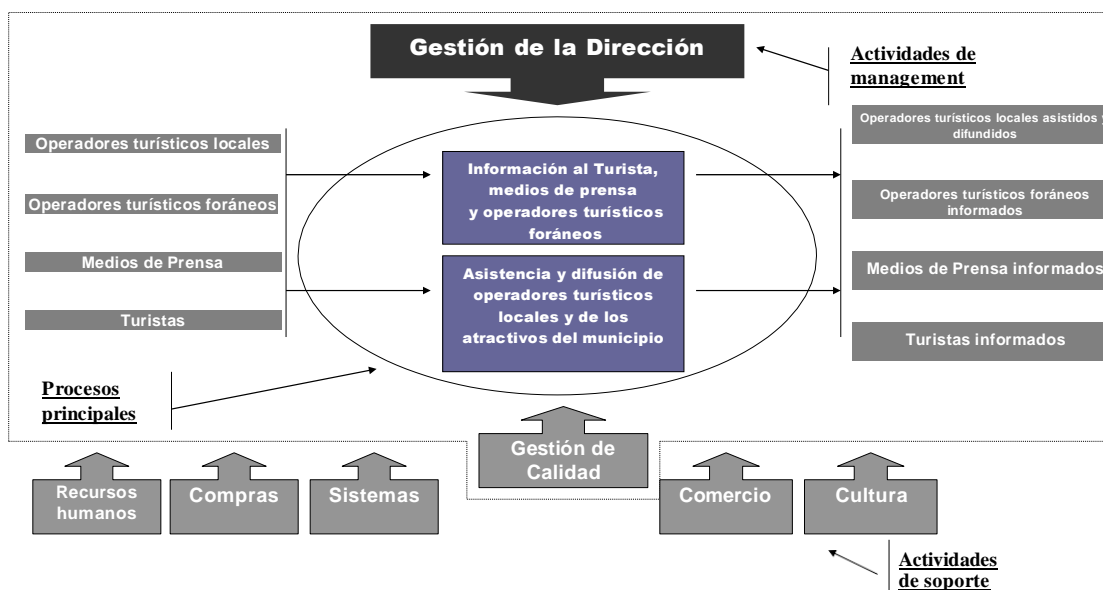 Gestión de la Dirección
Actividades de
management
Operadores turísticos locales
Operadores turísticos foráneos
Medios de Prensa
Turistas
Información al Turista,
medios de prensa
y operadores turísticos
foráneos
Asistencia y difusión de
operadores turísticos
locales y de los
atractivos del municipio
Operadores turísticos locales asistidos y
difundidos
Operadores turísticos foráneos
informados
Medios de Prensa informados
Turistas informados
Procesos
principales
Gestión de
Calidad
Recursos
humanos
Compras
Sistemas
Comercio
Cultura
Actividades
de soporte